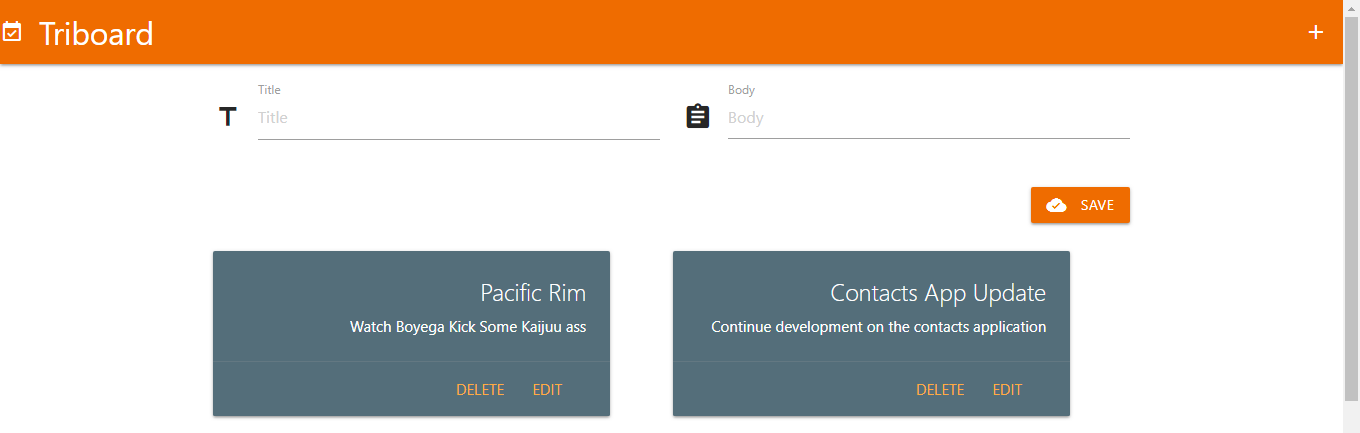 Triboard
Title
Title
Body
Body
SAVE
Pacific Rim
Watch Boyega Kick Some Kaijuu ass
DELETE EDIT
Contacts App Update
Continue development on the contacts application
DELETE EDIT